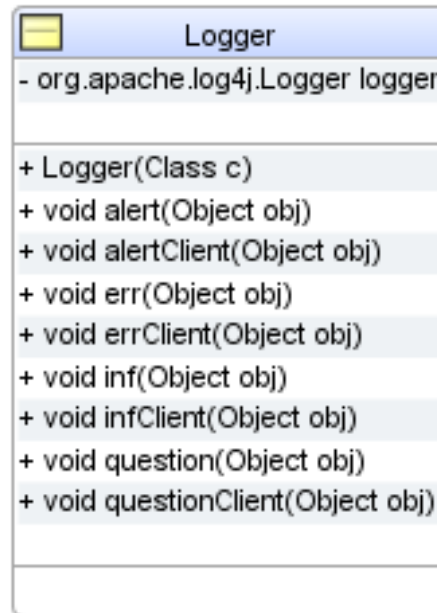 Logger
- org.apache.log4j.Logger logger
+ Logger(Class c)
+ void alert(Object obj)
+ void alertClient(Object obj)
+ void err(Object obj)
+ void errClient(Object obj)
+ void inf(Object obj)
+ void infClient(Object obj)
+ void question(Object obj)
+ void questionClient(Object obj)